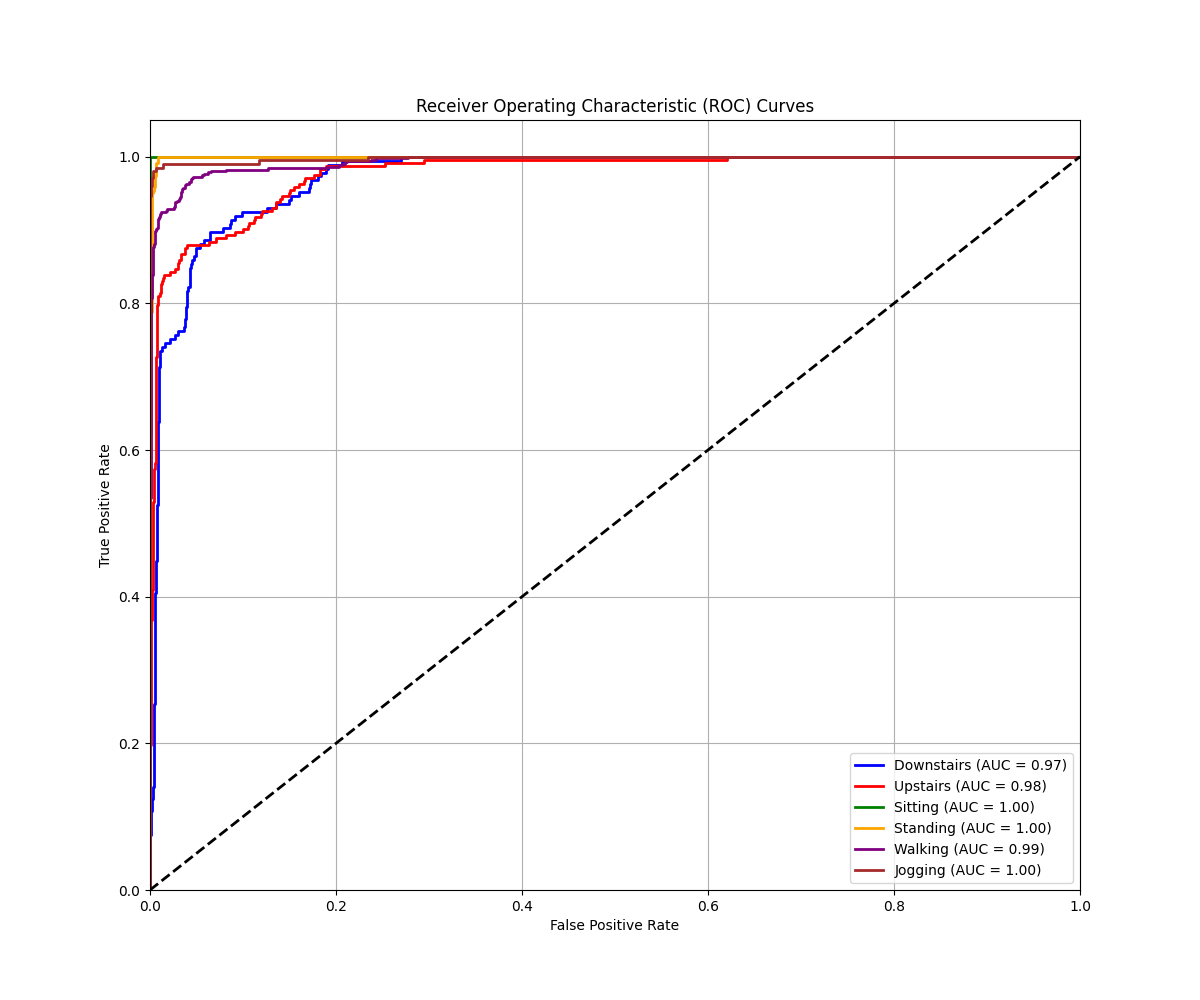 Receiver Operating Characteristic (ROC) Curves
True Positive Rate
1.0
0.8
0.6
0.4
0.2
0.0
Downstairs (AUC = 0.97)
Upstairs (AUC = 0.98)
Sitting (AUC = 1.00)
Standing (AUC = 1.00)
Walking (AUC = 0.99)
Jogging (AUC = 1.00)
0.0 0.2 0.4 0.6 0.8 1.0
False Positive Rate